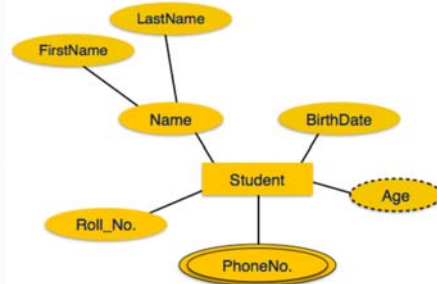 LastName
FirstName
Name
BirthDate
Student
Age
Roll_No.
PhoneNo.